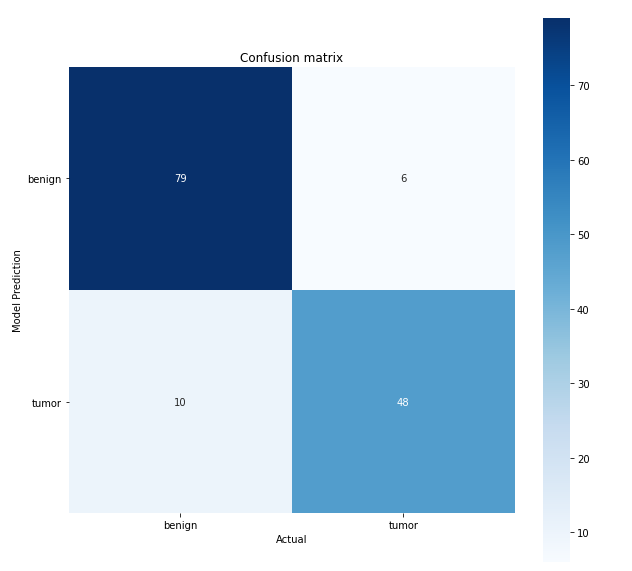 Confusion matrix
Model Prediction
benign
79
6
tumor
10
48
benign
tumor
Actual
70
60
50
40
30
20
10